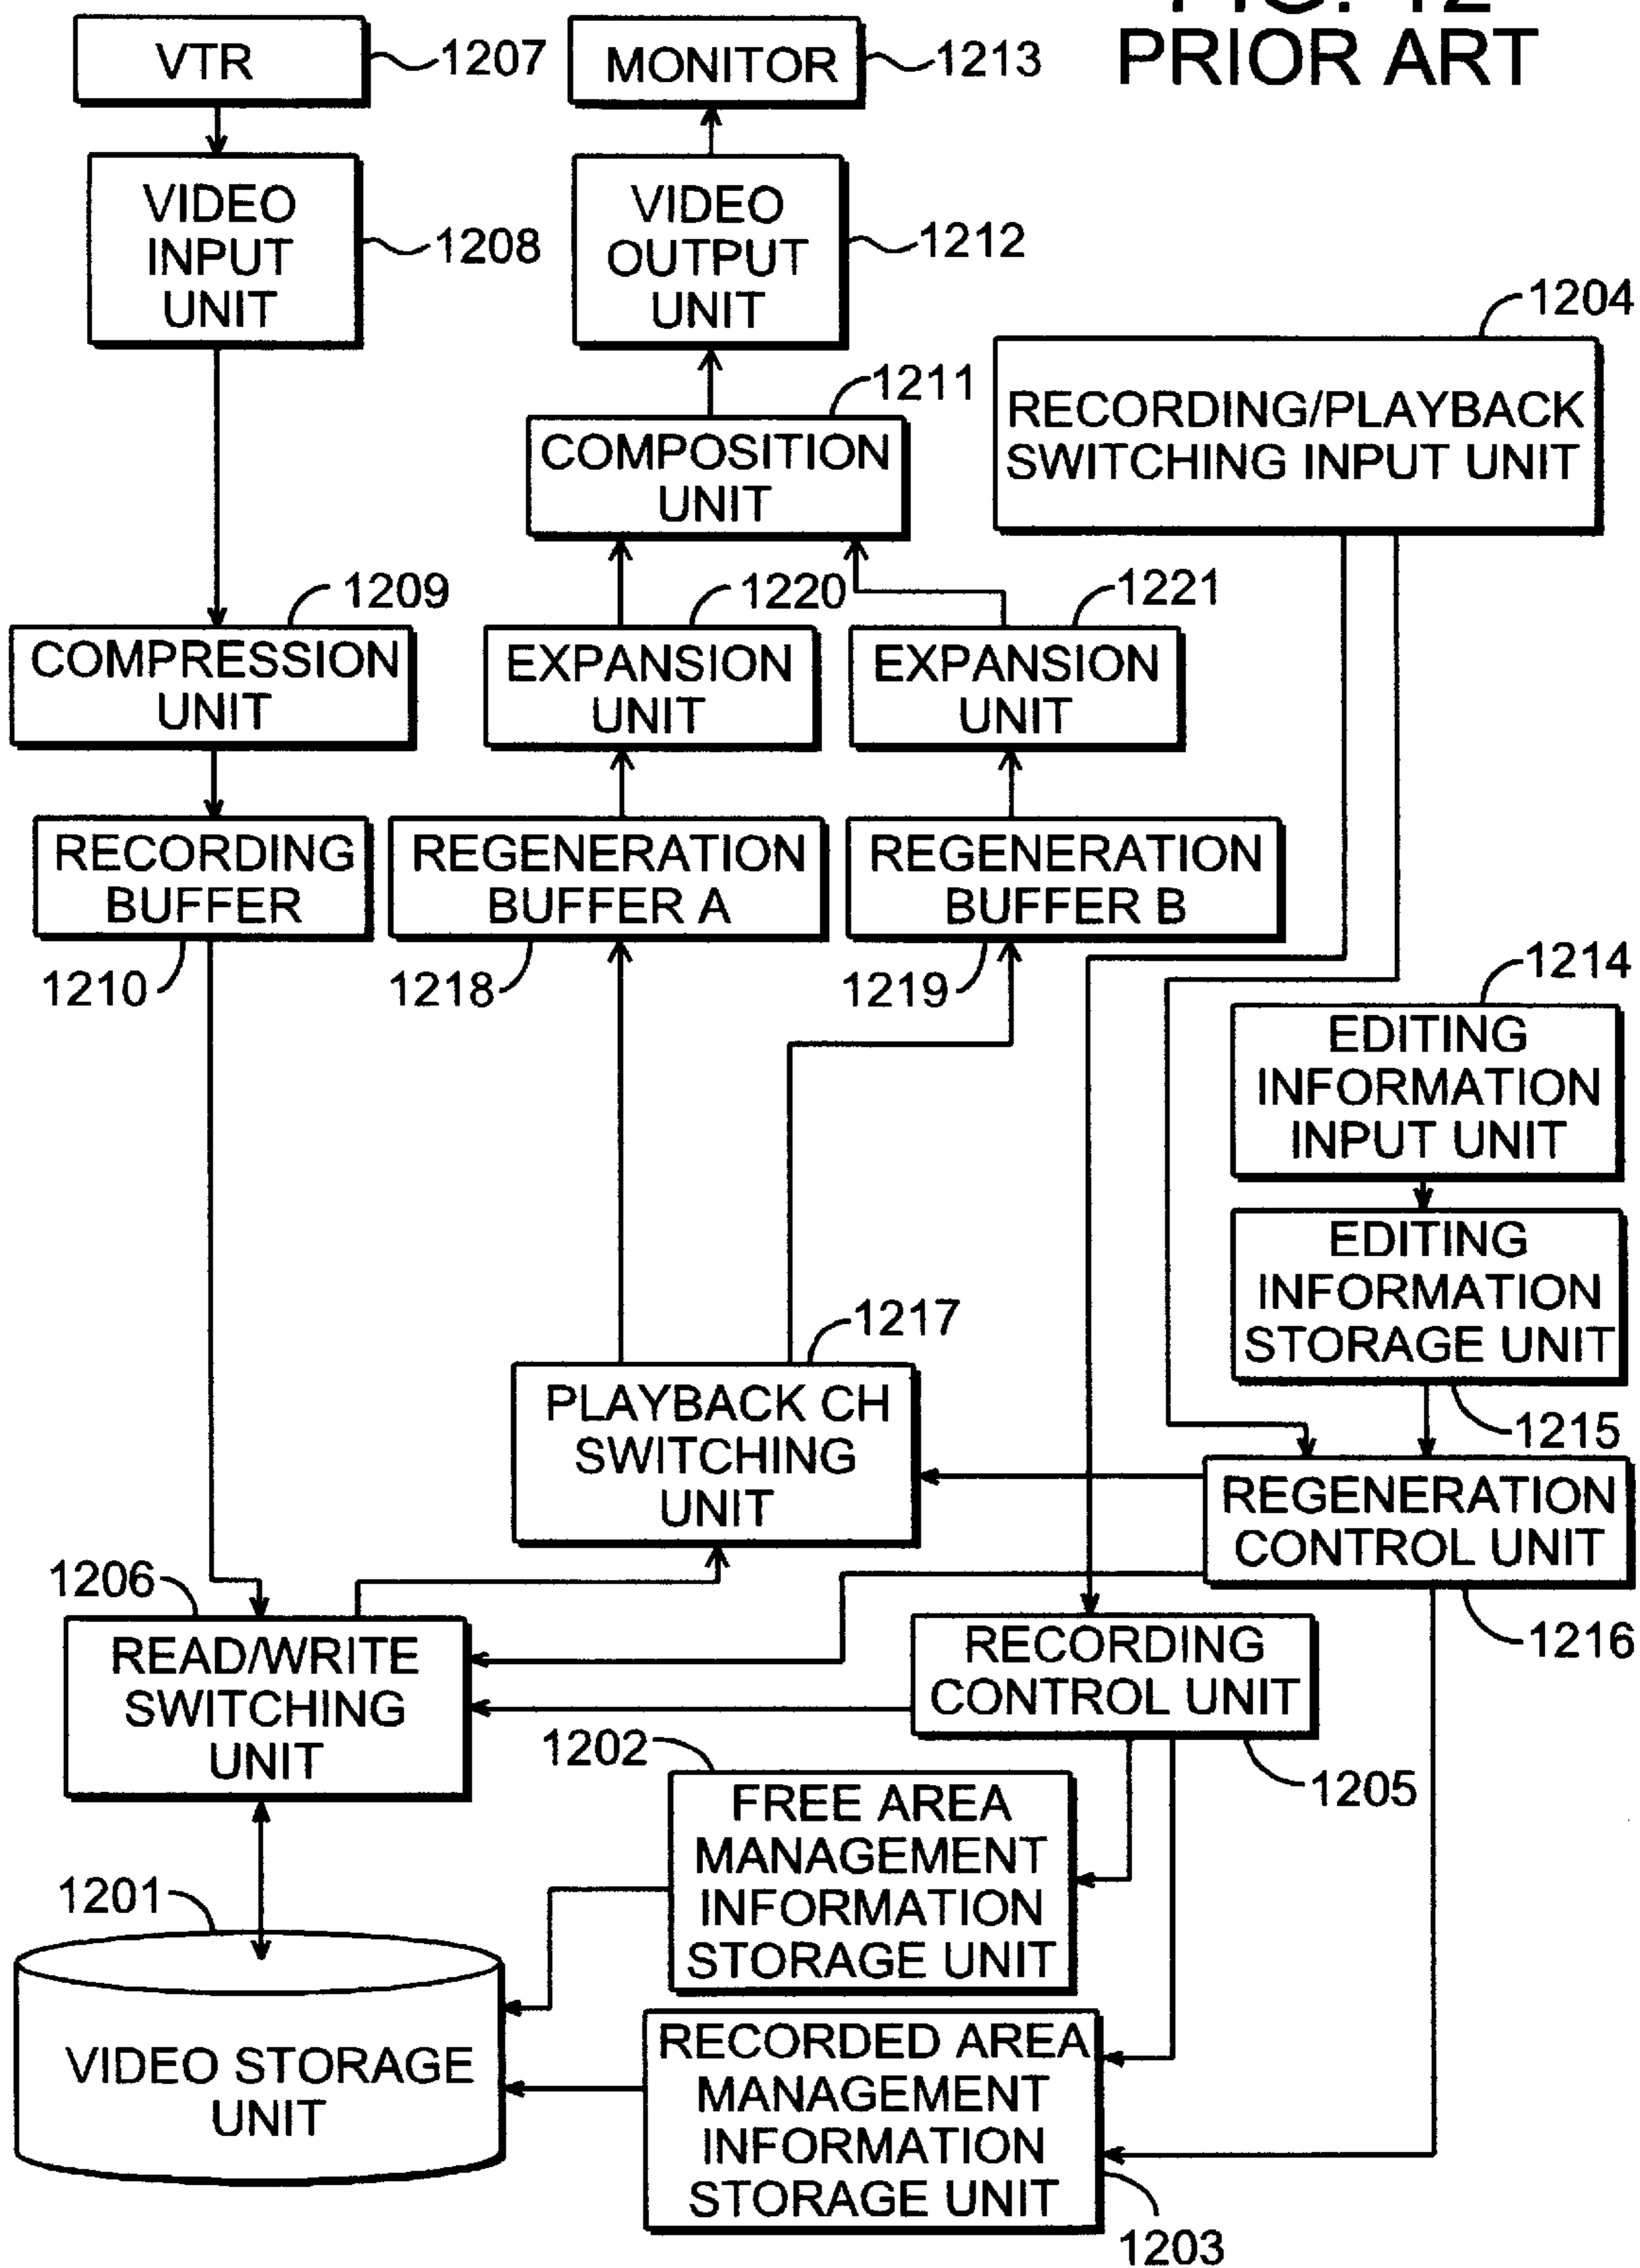 FIG. 12
PRIOR ART
VTR
1207
MONITOR
1213
VIDEO
INPUT
UNIT
1208
VIDEO
OUTPUT
UNIT
1212
1204
RECORDING/PLAYBACK
SWITCHING INPUT UNIT
1211
COMPOSITION
UNIT
1209
COMPRESSION
UNIT
1220
EXPANSION
UNIT
1221
EXPANSION
UNIT
RECORDING
BUFFER
1210
REGENERATION
BUFFER A
1218
REGENERATION
BUFFER B
1219
1214
EDITING
INFORMATION
INPUT UNIT
EDITING
INFORMATION
STORAGE UNIT
1215
1217
PLAYBACK CH
SWITCHING
UNIT
REGENERATION
CONTROL UNIT
1216
1206
READ/WRITE
SWITCHING
UNIT
RECORDING
CONTROL UNIT
1205
1202
FREE AREA
MANAGEMENT
INFORMATION
STORAGE UNIT
1201
VIDEO STORAGE
UNIT
RECORDED AREA
MANAGEMENT
INFORMATION
STORAGE UNIT
1203